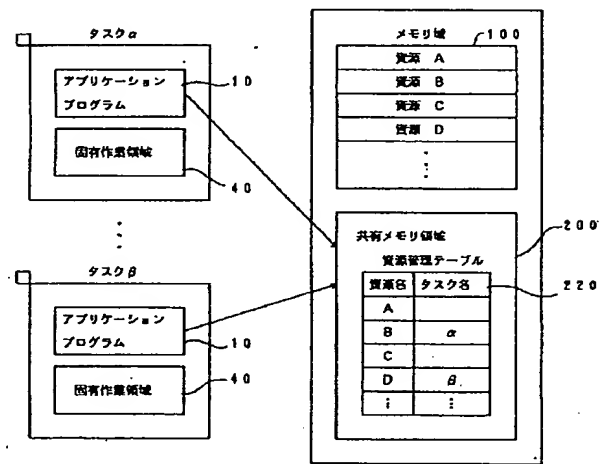 タスクα
アプリケーション
プログラム
10
固有作業領域
40
タスクβ
アプリケーション
プログラム
10
固有作業領域
40
メモリ域
100
資源 A
資源 B
資源 C
資源 D
共有メモリ領域
200
資源管理テーブル
220
資源名 タスク名
A
B α
C
D β